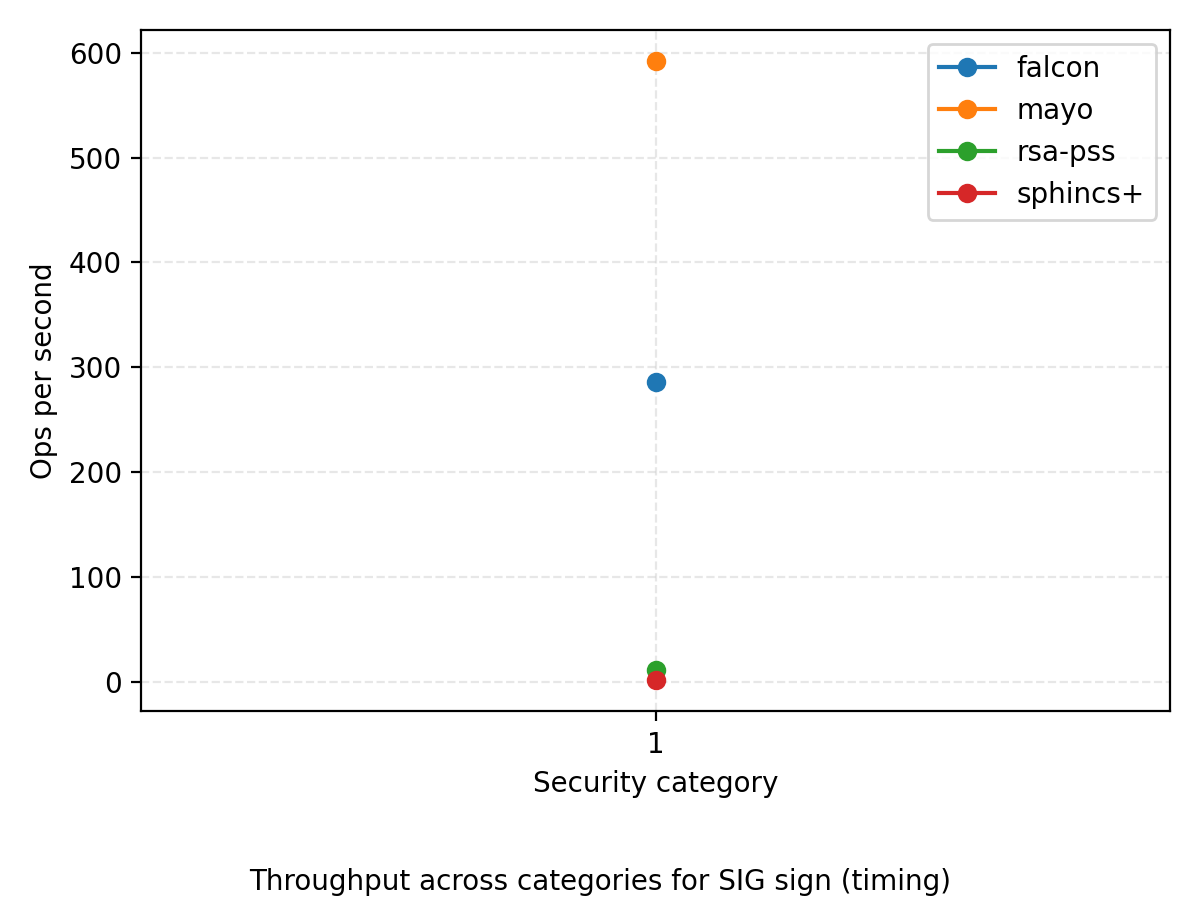 600
500
400
300
200
100
0
Ops per second
falcon
mayo
rsa-pss
sphincs+
1
Security category
Throughput across categories for SIG sign (timing)